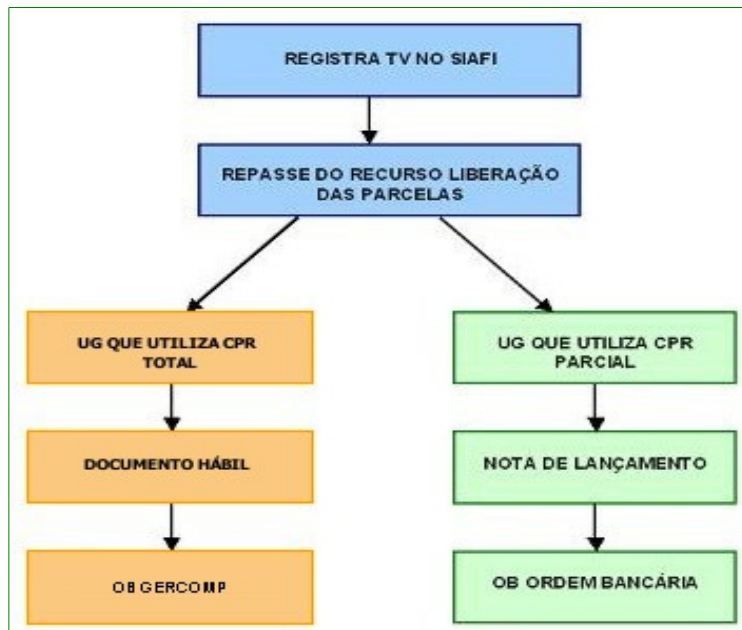 REGISTRA TV NO SIAFI
REPASSE DO RECURSO LIBERAÇÃO
DAS PARCELAS
UG QUE UTILIZA CPR
TOTAL
UG QUE UTILIZA CPR
PARCIAL
DOCUMENTO HÁBIL
NOTA DE LANÇAMENTO
OB GERCOMP
OB ORDEM BANCÁRIA